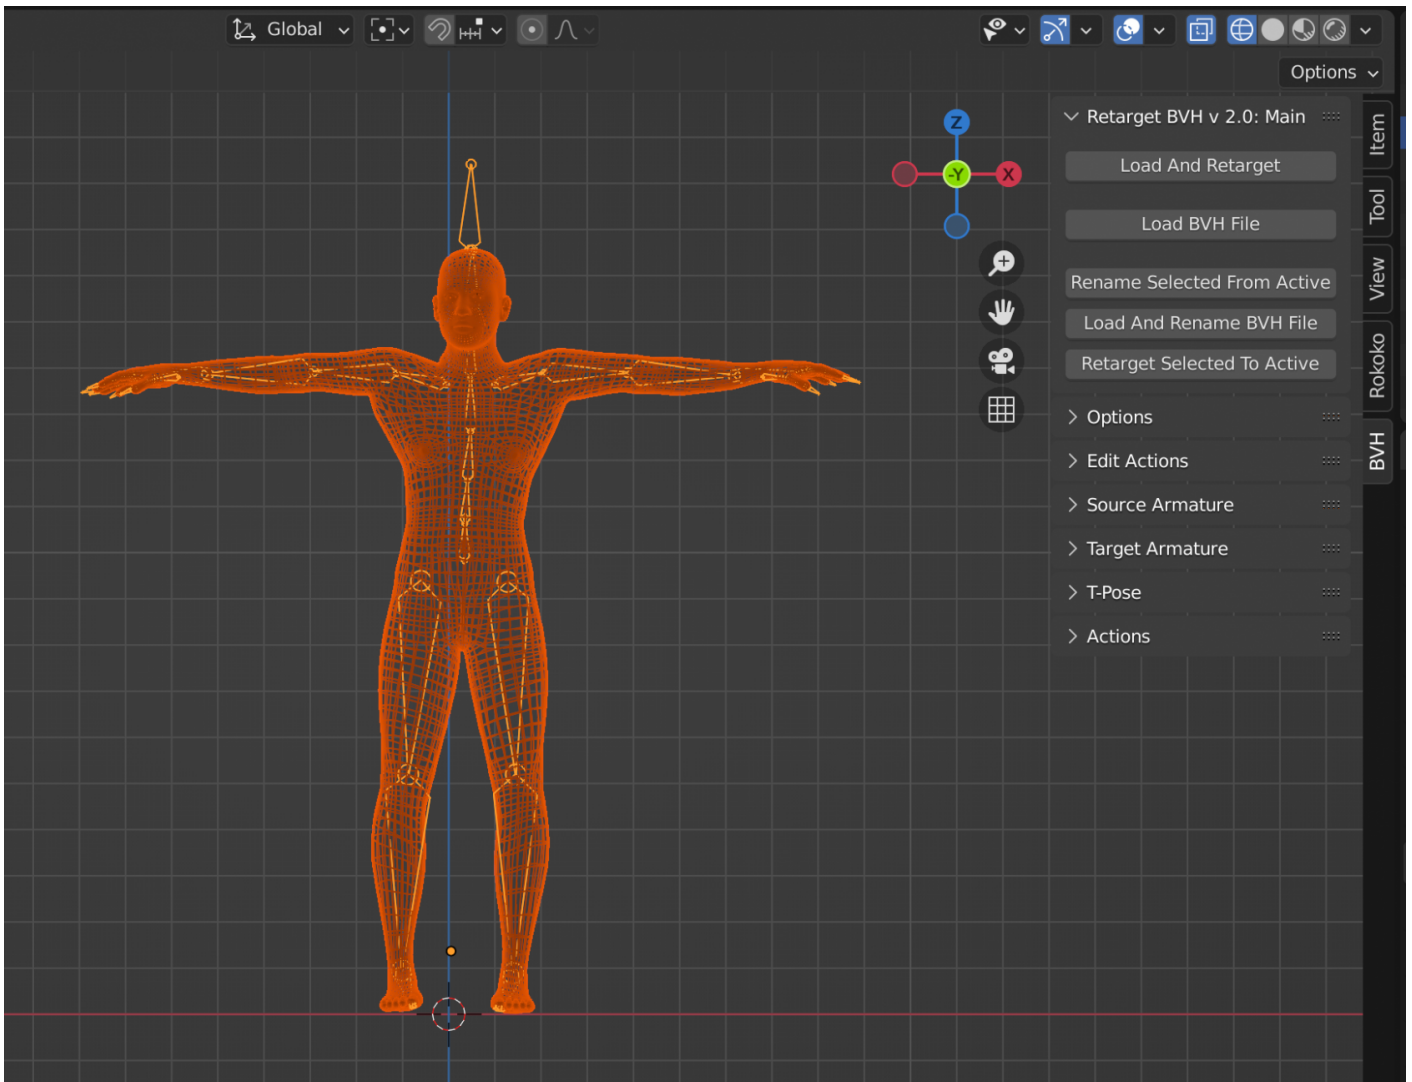 Global
Options
Z
-Y
X
Retarget BVH v 2.0: Main
Load And Retarget
Load BVH File
Rename Selected From Active
Load And Rename BVH File
Retarget Selected To Active
Options
Edit Actions
Source Armature
Target Armature
T-Pose
Actions
Item
Tool
View
Rokoko
BVH